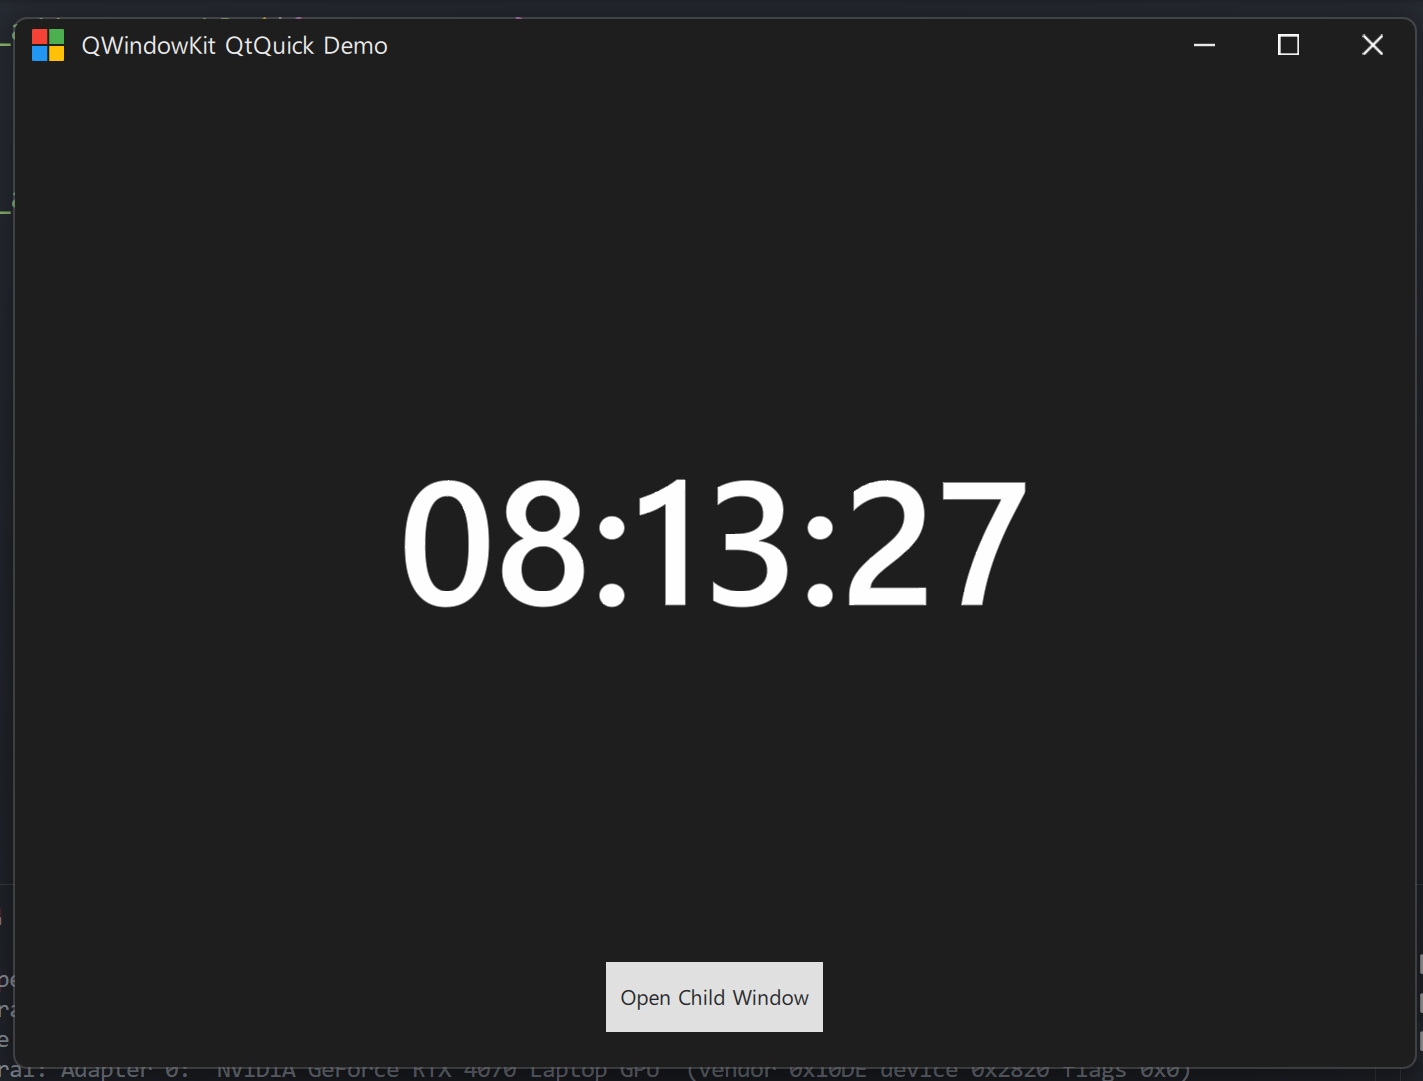 QWindowKit QtQuick Demo
08:13:27
Open Child Window
Adapter 0: NVIDIA GeForce RTX 4070 Laptop GPU (vendor 0x10DE device 0x2820 flags 0x0)